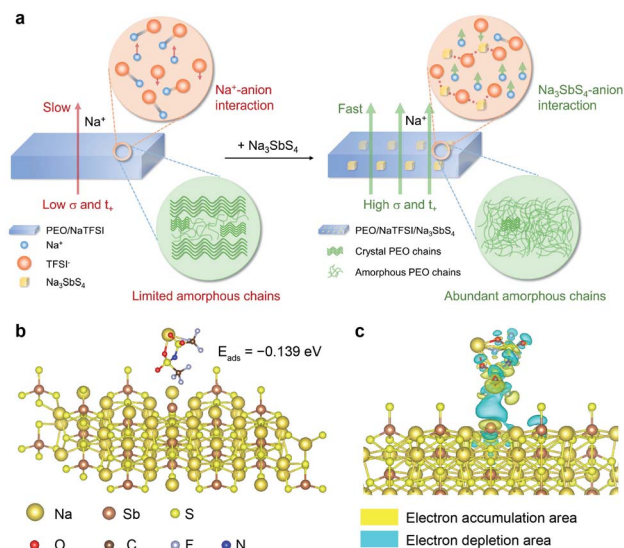 a
Na⁺-anion
interaction
Slow
Na⁺
Low σ and t₊
PEO/NaTFSI
Na⁺
TFSI⁻
Na₃SbS₄
Limited amorphous chains
+ Na₃SbS₄
Na₃SbS₄-anion
interaction
Fast
Na⁺
High σ and t₊
PEO/NaTFSI/Na₃SbS₄
Crystal PEO chains
Amorphous PEO chains
Abundant amorphous chains
b
E_ads = −0.139 eV
Na Sb S
O C F N
c
Electron accumulation area
Electron depletion area